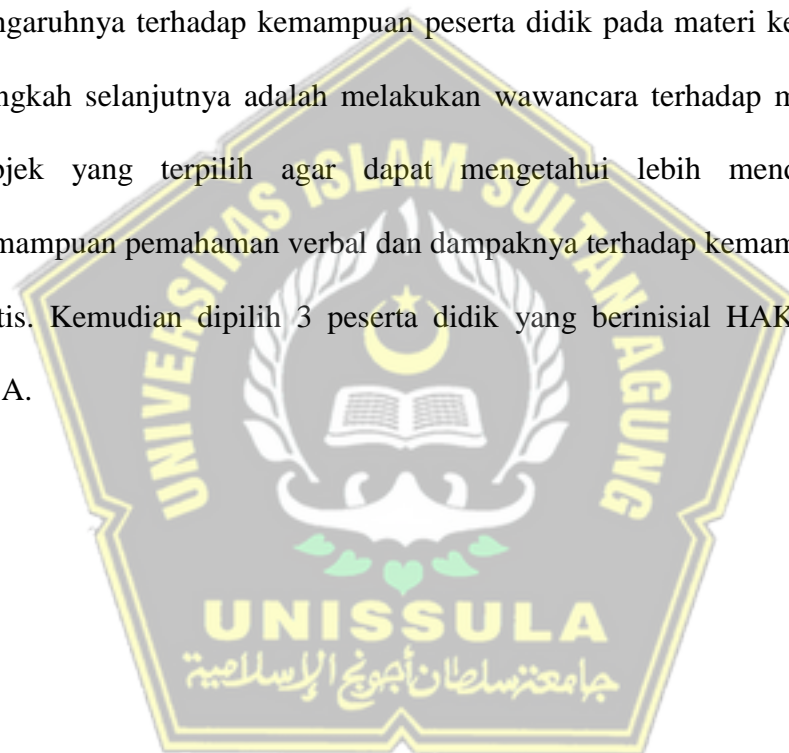 ngaruhnya terhadap kemampuan peserta didik pada materi ke
ngkah selanjutnya adalah melakukan wawancara terhadap m
bjek yang terpilih agar dapat mengetahui lebih mend
mampuan pemahaman verbal dan dampaknya terhadap kemam
tis. Kemudian dipilih 3 peserta didik yang berinisial HAK
A.
UNIVERSITAS ISLAM SULTAN AGUNG
UNISSULA
جامعة سلطان أجونج الإسلامية